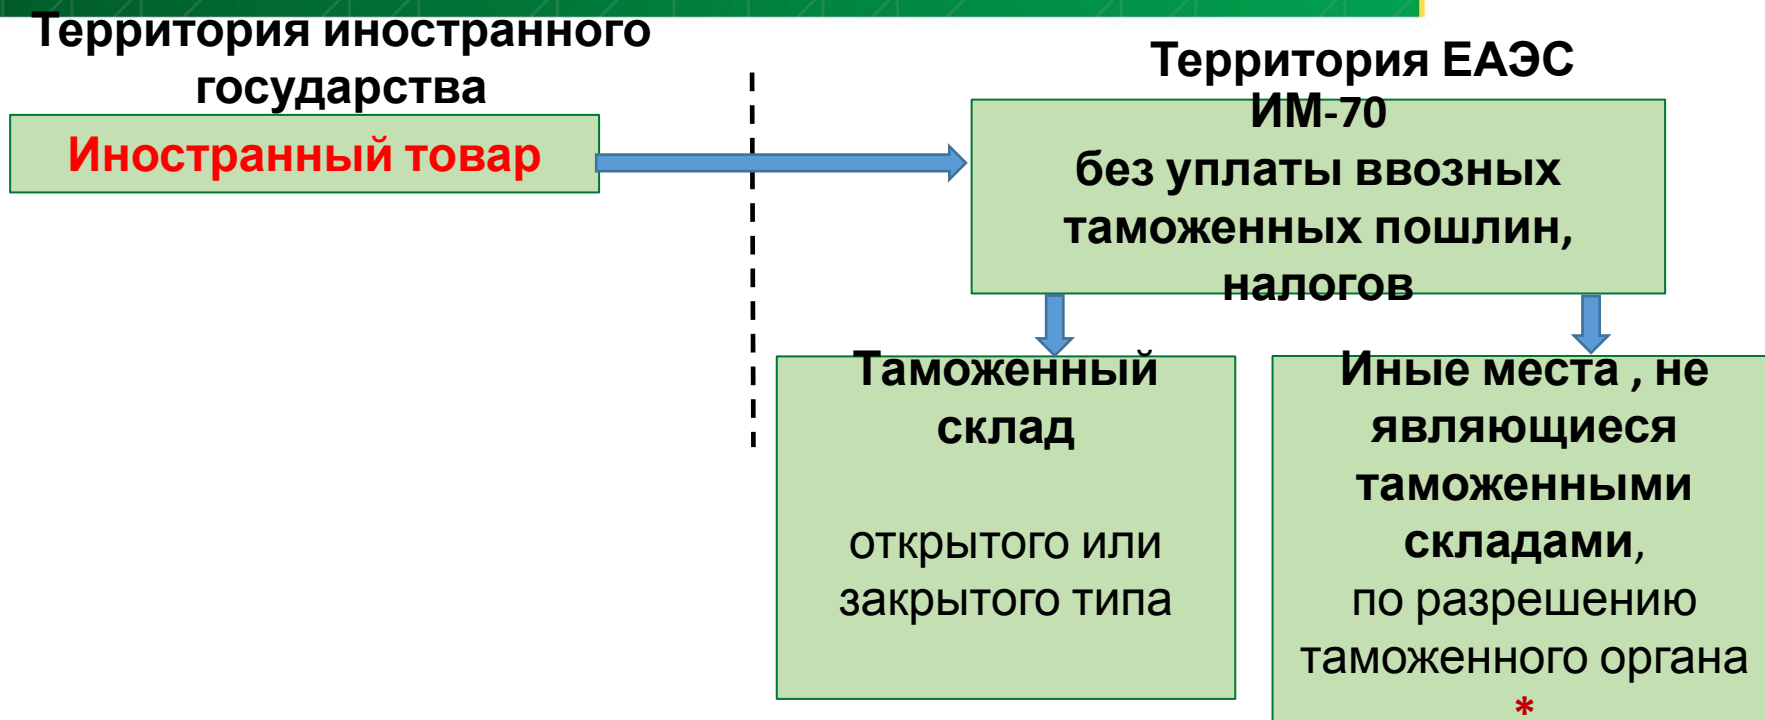 Территория иностранного
государства
Иностранный товар
Территория ЕАЭС
ИМ-70
без уплаты ввозных
таможенных пошлин,
налогов
Таможенный
склад
открытого или
закрытого типа
Иные места , не
являющиеся
таможенными
складами,
по разрешению
таможенного органа
*